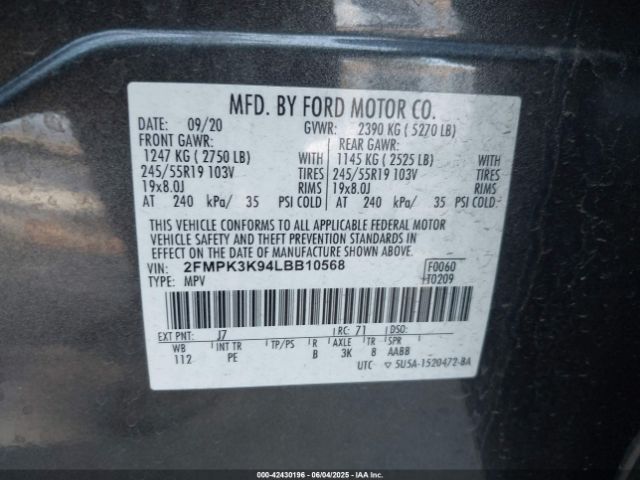 MFD. BY FORD MOTOR CO.
DATE: 09/20 GVWR: 2390 KG ( 5270 LB)
FRONT GAWR: REAR GAWR:
1247 KG ( 2750 LB) WITH 1145 KG ( 2525 LB) WITH
245/55R19 103V TIRES 245/55R19 103V TIRES
19x8.0J RIMS 19x8.0J RIMS
AT 240 kPa/ 35 PSI COLD AT 240 kPa/ 35 PSI COLD
THIS VEHICLE CONFORMS TO ALL APPLICABLE FEDERAL MOTOR
VEHICLE SAFETY AND THEFT PREVENTION STANDARDS IN
EFFECT ON THE DATE OF MANUFACTURE SHOWN ABOVE.
VIN: 2FMPK3K94LBB10568 F0060
TYPE: MPV T0209
EXT PNT: J7 RC: 71 DSO:
WB INT TR TP/PS R AXLE TR SPR
112 PE B 3K 8 AABB
UTC 5U5A-1520472-BA
00-42430196 - 06/04/2025 - IAAI.COM